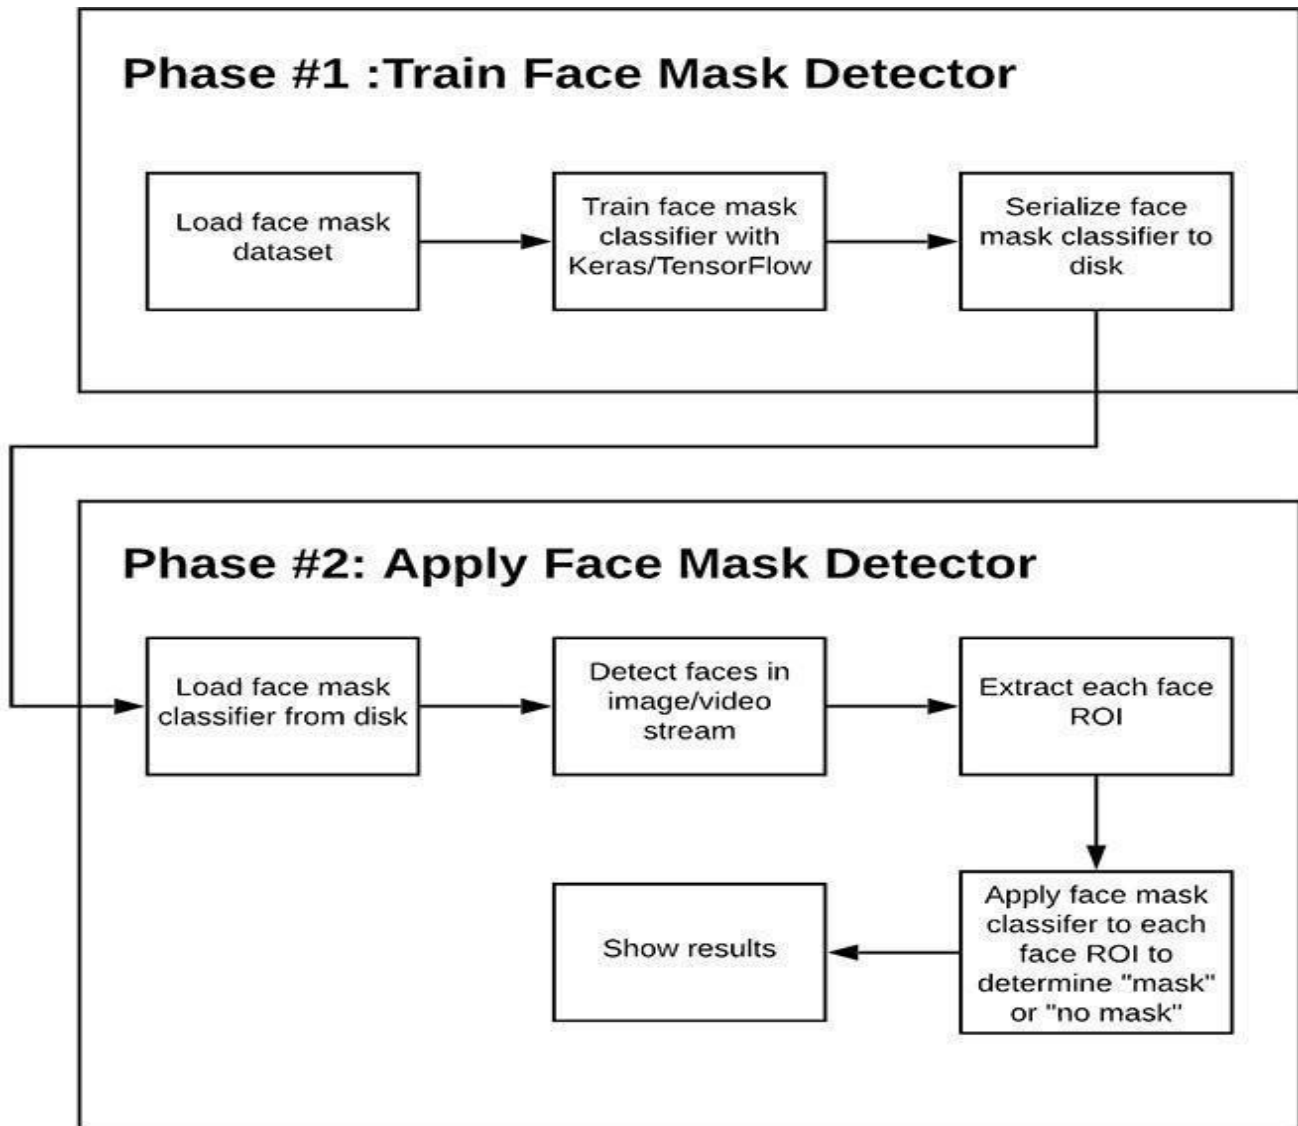 Phase #1 :Train Face Mask Detector
Load face mask
dataset
Train face mask
classifier with
Keras/TensorFlow
Serialize face
mask classifier to
disk
Phase #2: Apply Face Mask Detector
Load face mask
classifier from disk
Detect faces in
image/video
stream
Extract each face
ROI
Apply face mask
classifer to each
face ROI to
determine "mask"
or "no mask"
Show results